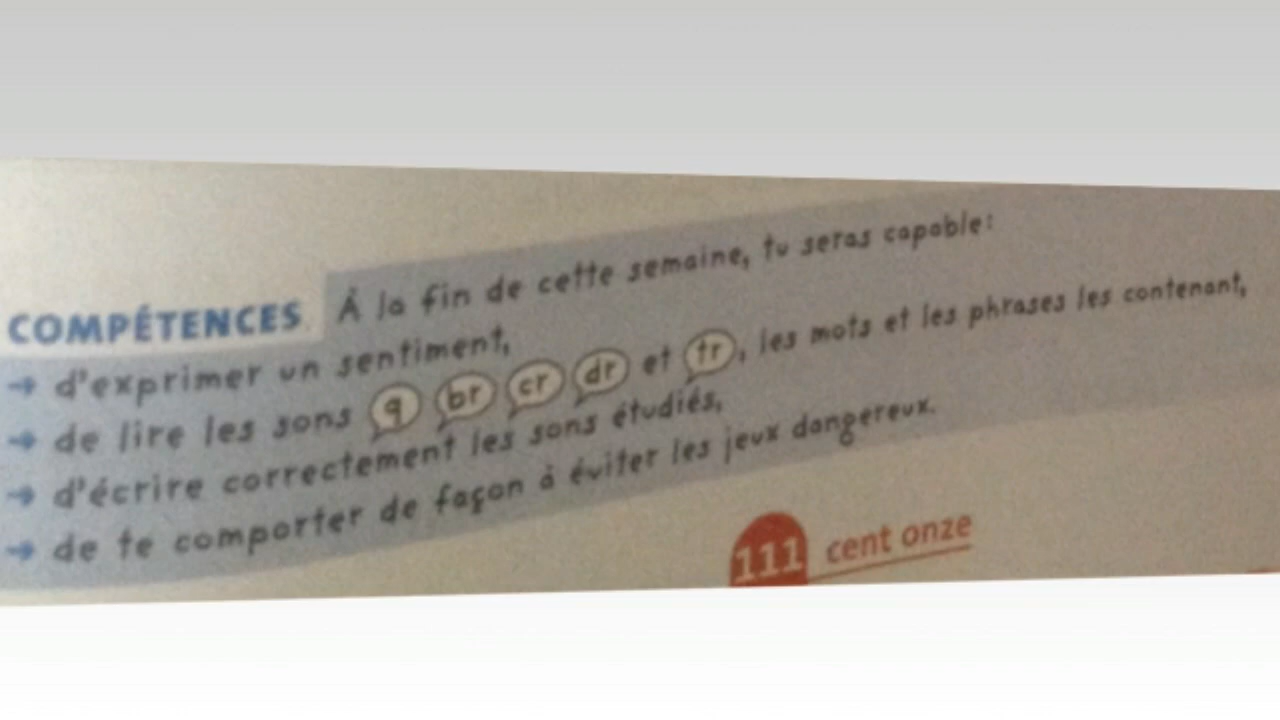 COMPÉTENCES À la fin de cette semaine, tu seras capable:
→ d'exprimer un sentiment,
→ de lire les sons q br cr dr et tr, les mots et les phrases les contenant,
→ d'écrire correctement les sons étudiés,
→ de te comporter de façon à éviter les jeux dangereux.
111 cent onze